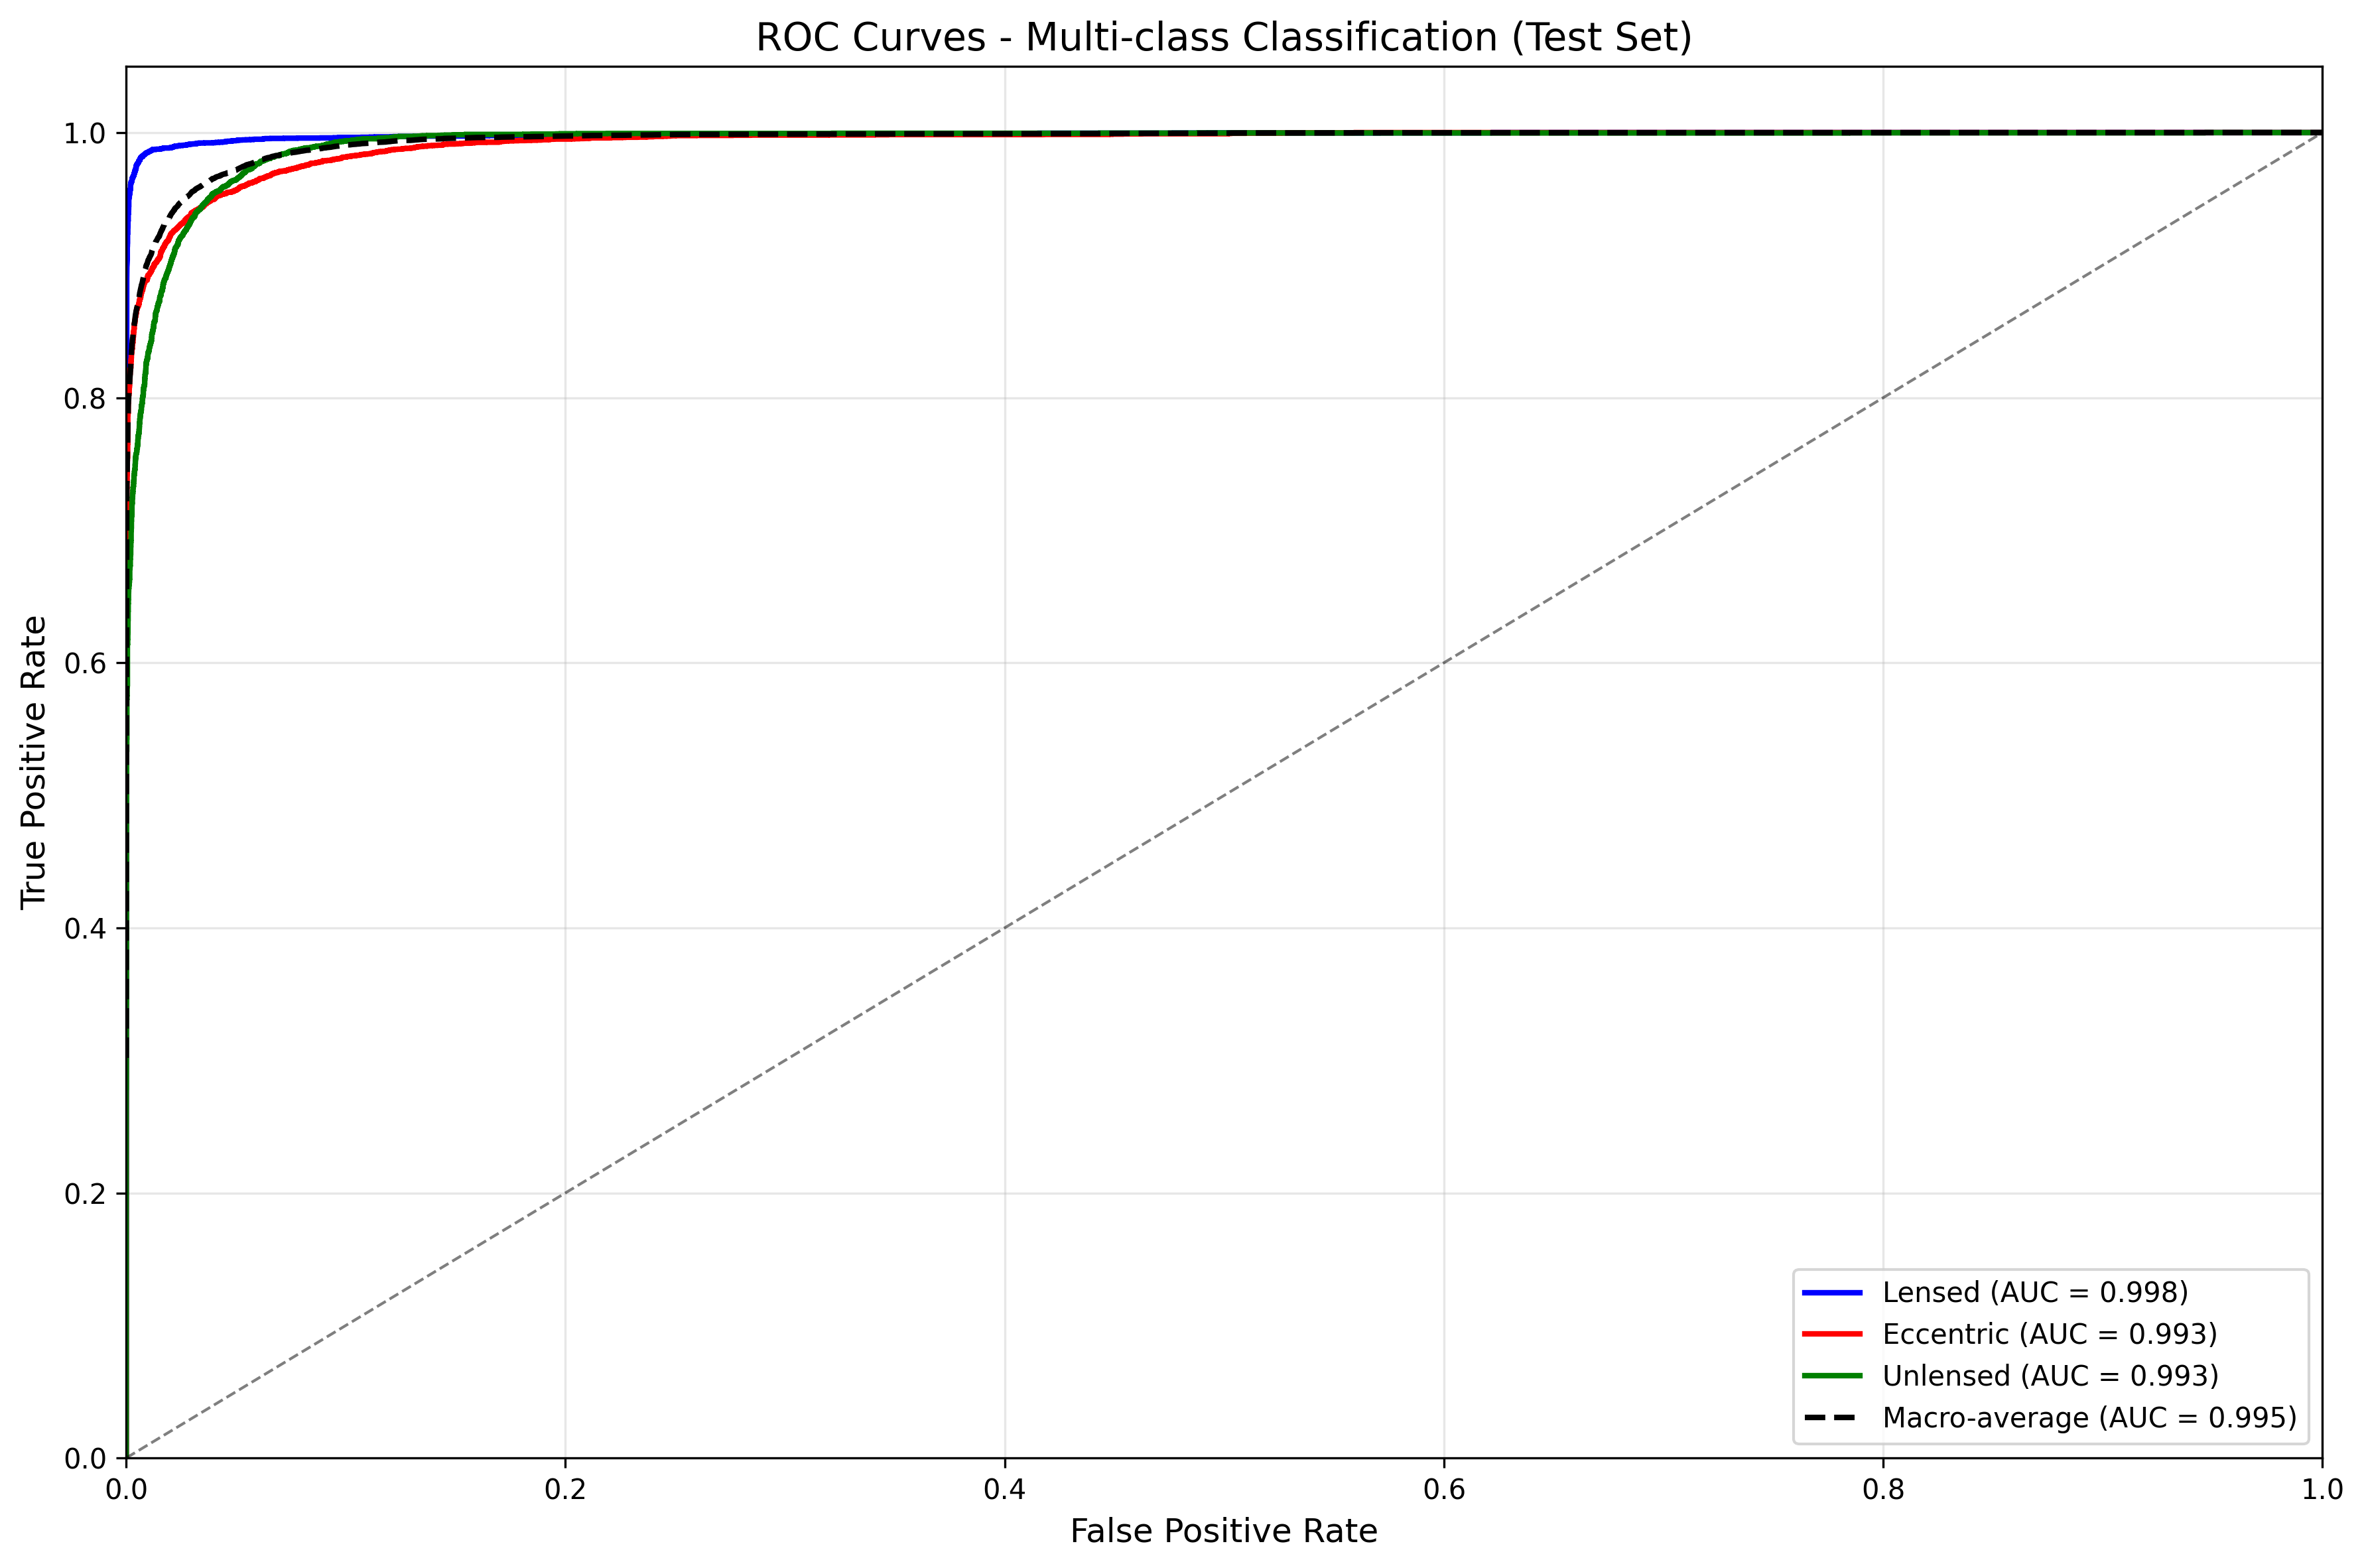 ROC Curves - Multi-class Classification (Test Set)
True Positive Rate
1.0
0.8
0.6
0.4
0.2
0.0
0.0 0.2 0.4 0.6 0.8 1.0
False Positive Rate
Lensed (AUC = 0.998)
Eccentric (AUC = 0.993)
Unlensed (AUC = 0.993)
Macro-average (AUC = 0.995)